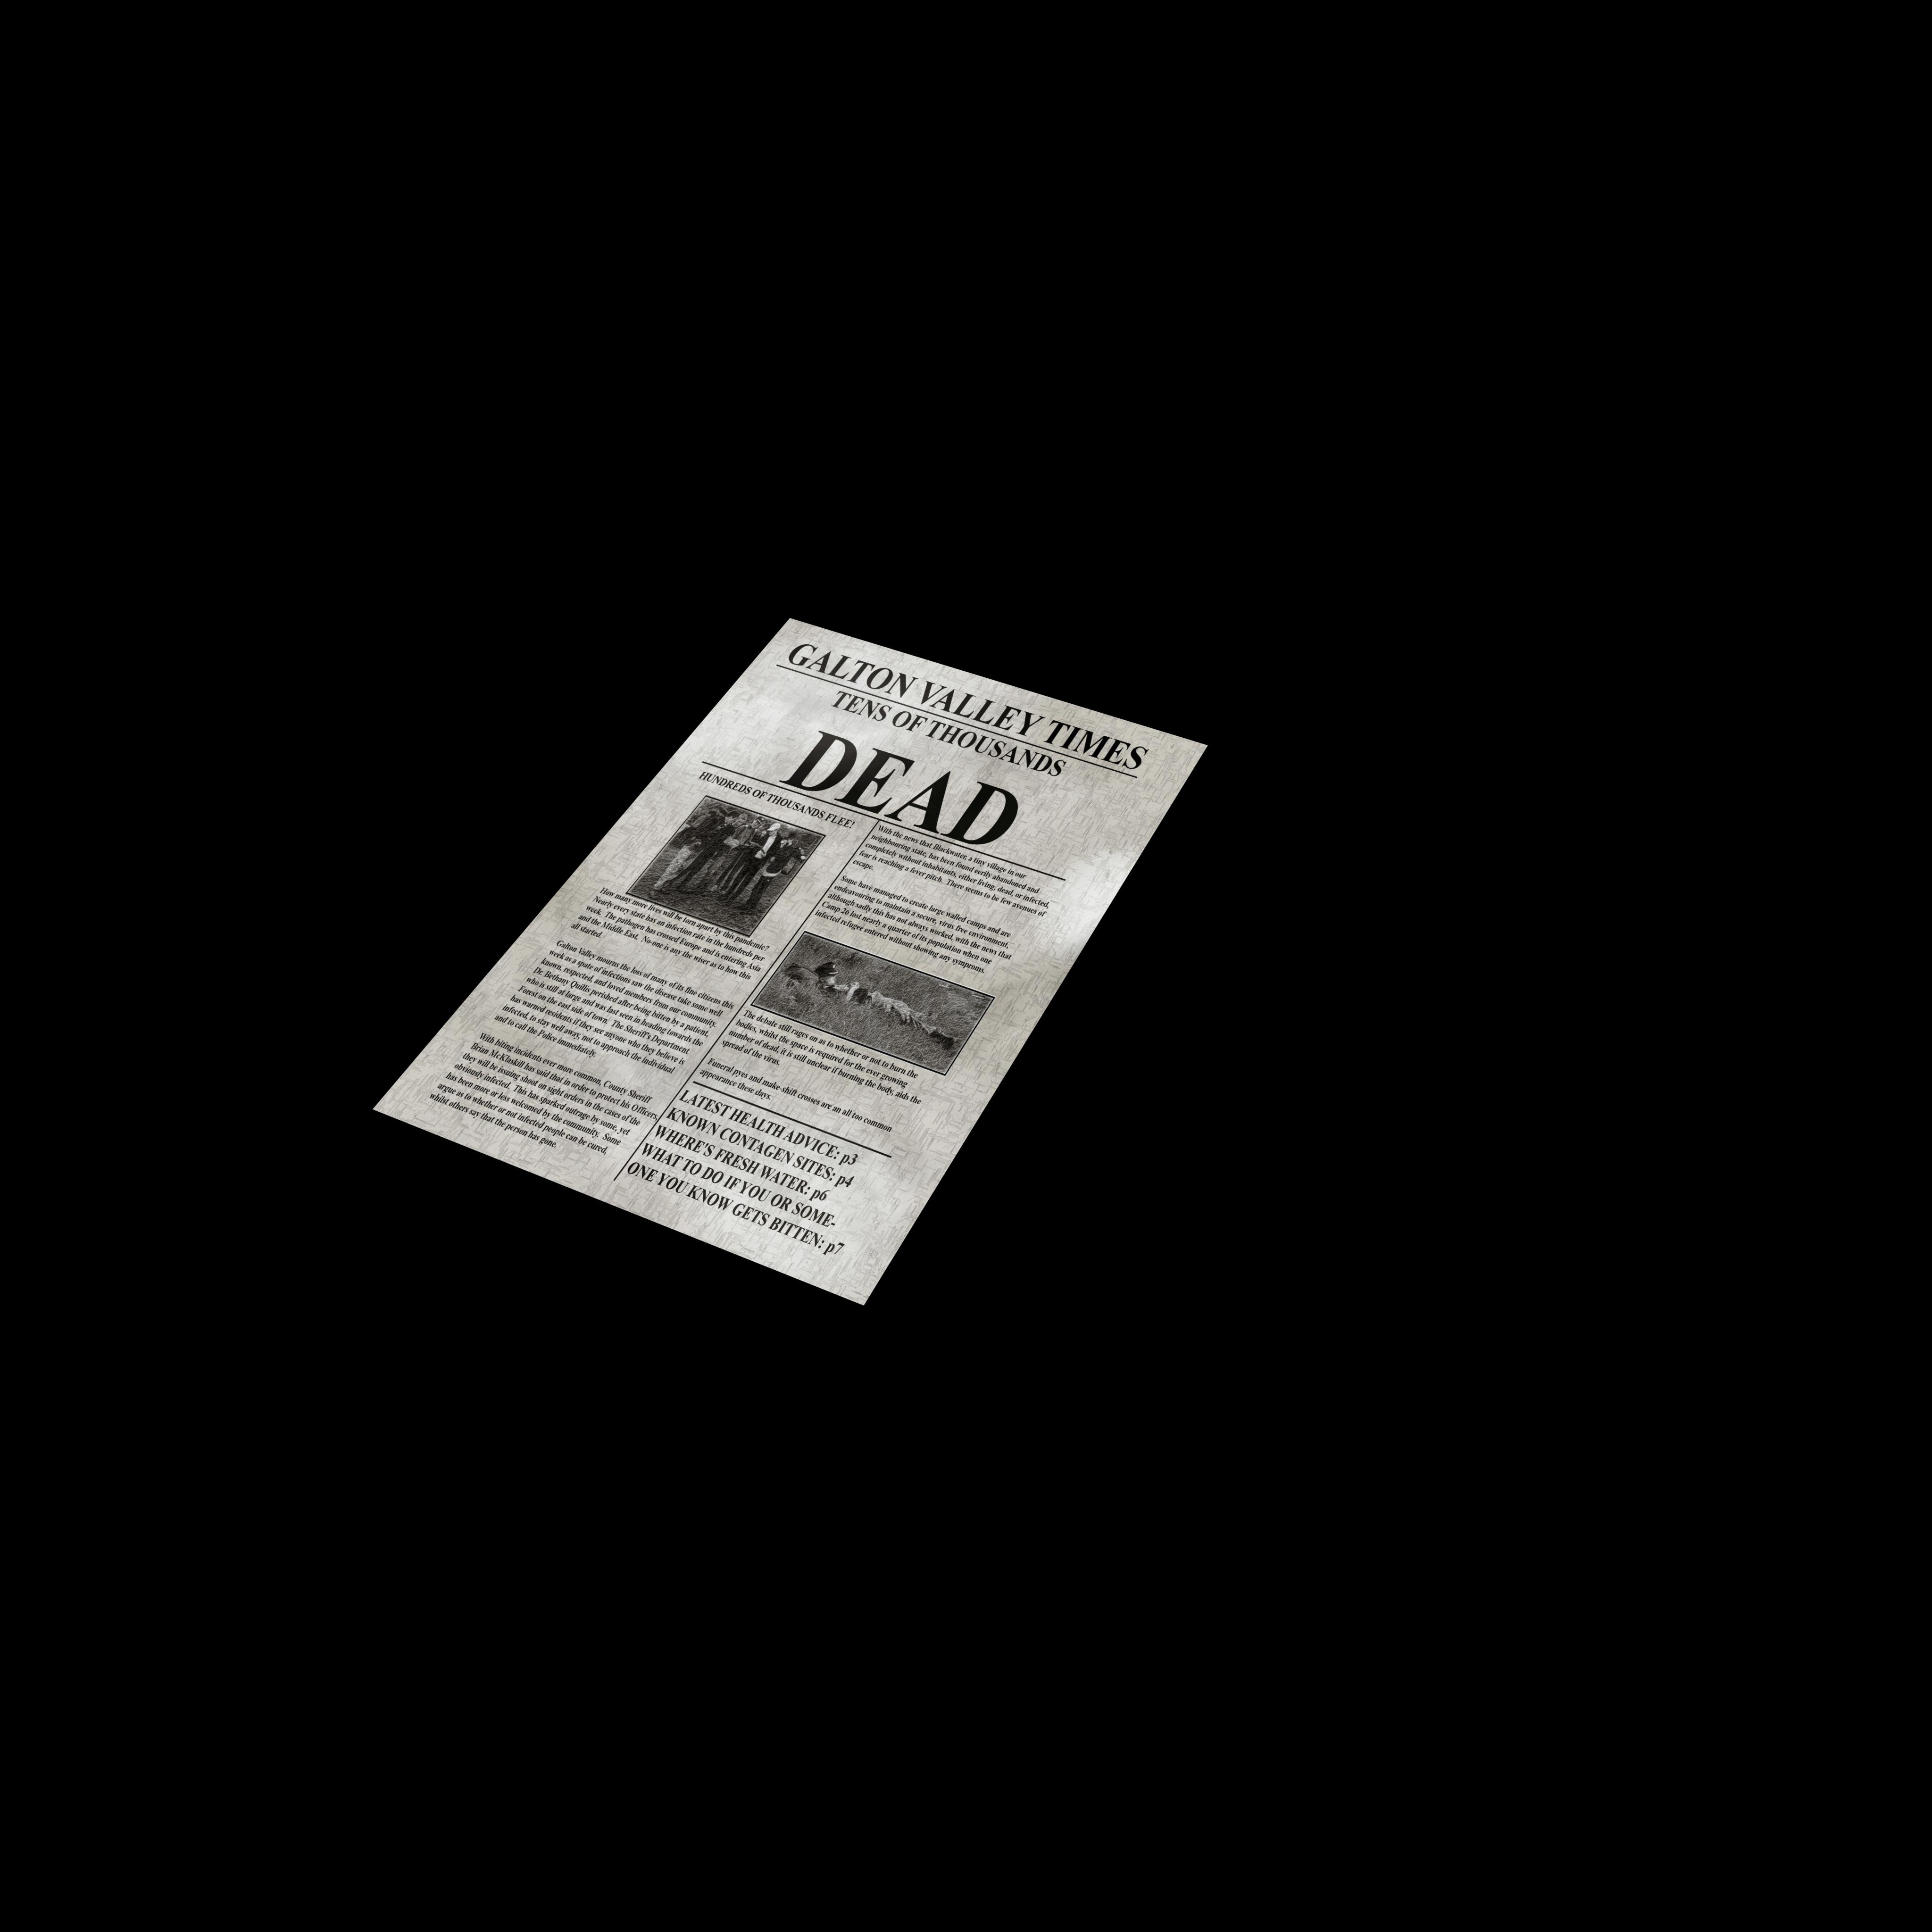 GALTON VALLEY TIMES
TENS OF THOUSANDS
DEAD
HUNDREDS OF THOUSANDS FLEE!
How many more lives will be torn apart by this pandemic?
Nearly every state has an infection rate in the hundreds per
week. The pathogen has crossed Europe and is entering Asia
and the Middle East. No-one is any the wiser as to how this
all started.
Galton Valley mourns the loss of many of its fine citizens this
week as a spate of infections saw the disease take some well
known, respected, and loved members from our community.
Dr. Bethany Quillis perished after being bitten by a patient,
who is still at large and was last seen in heading towards the
Forest on the east side of town. The Sheriff's Department
has warned residents if they see anyone who they believe is
infected, to stay well away, not to approach the individual
and to call the Police immediately.
With biting incidents ever more common, County Sheriff
Brian McKluskill has said that in order to protect his Officers,
they will be issuing shoot on sight orders in the cases of the
obviously infected. This has sparked outrage by some, yet
has been more or less welcomed by the community. Some
argue as to whether or not infected people can be cured,
whilst others say that the person has gone.
With the news that Blackwater, a tiny village in our
neighbouring state, has been found eerily abandoned and
completely without inhabitants, either living, dead, or infected,
fear is reaching a fever pitch. There seems to be few avenues of
escape.
Some have managed to create large walled camps and are
endeavouring to maintain a secure, virus free environment,
although sadly this has not always worked, with the news that
Camp 26 lost nearly a quarter of its population when one
infected refugee entered without showing any symproms.
The debate still rages on as to whether or not to burn the
bodies, whilst the space is required for the ever growing
number of dead, it is still unclear if burning the body, aids the
spread of the virus.
Funeral pyes and make-shift crosses are an all too common
appearance these days.
LATEST HEALTH ADVICE: p3
KNOWN CONTAGEN SITES: p4
WHERE'S FRESH WATER: p6
WHAT TO DO IF YOU OR SOME-
ONE YOU KNOW GETS BITTEN: p7